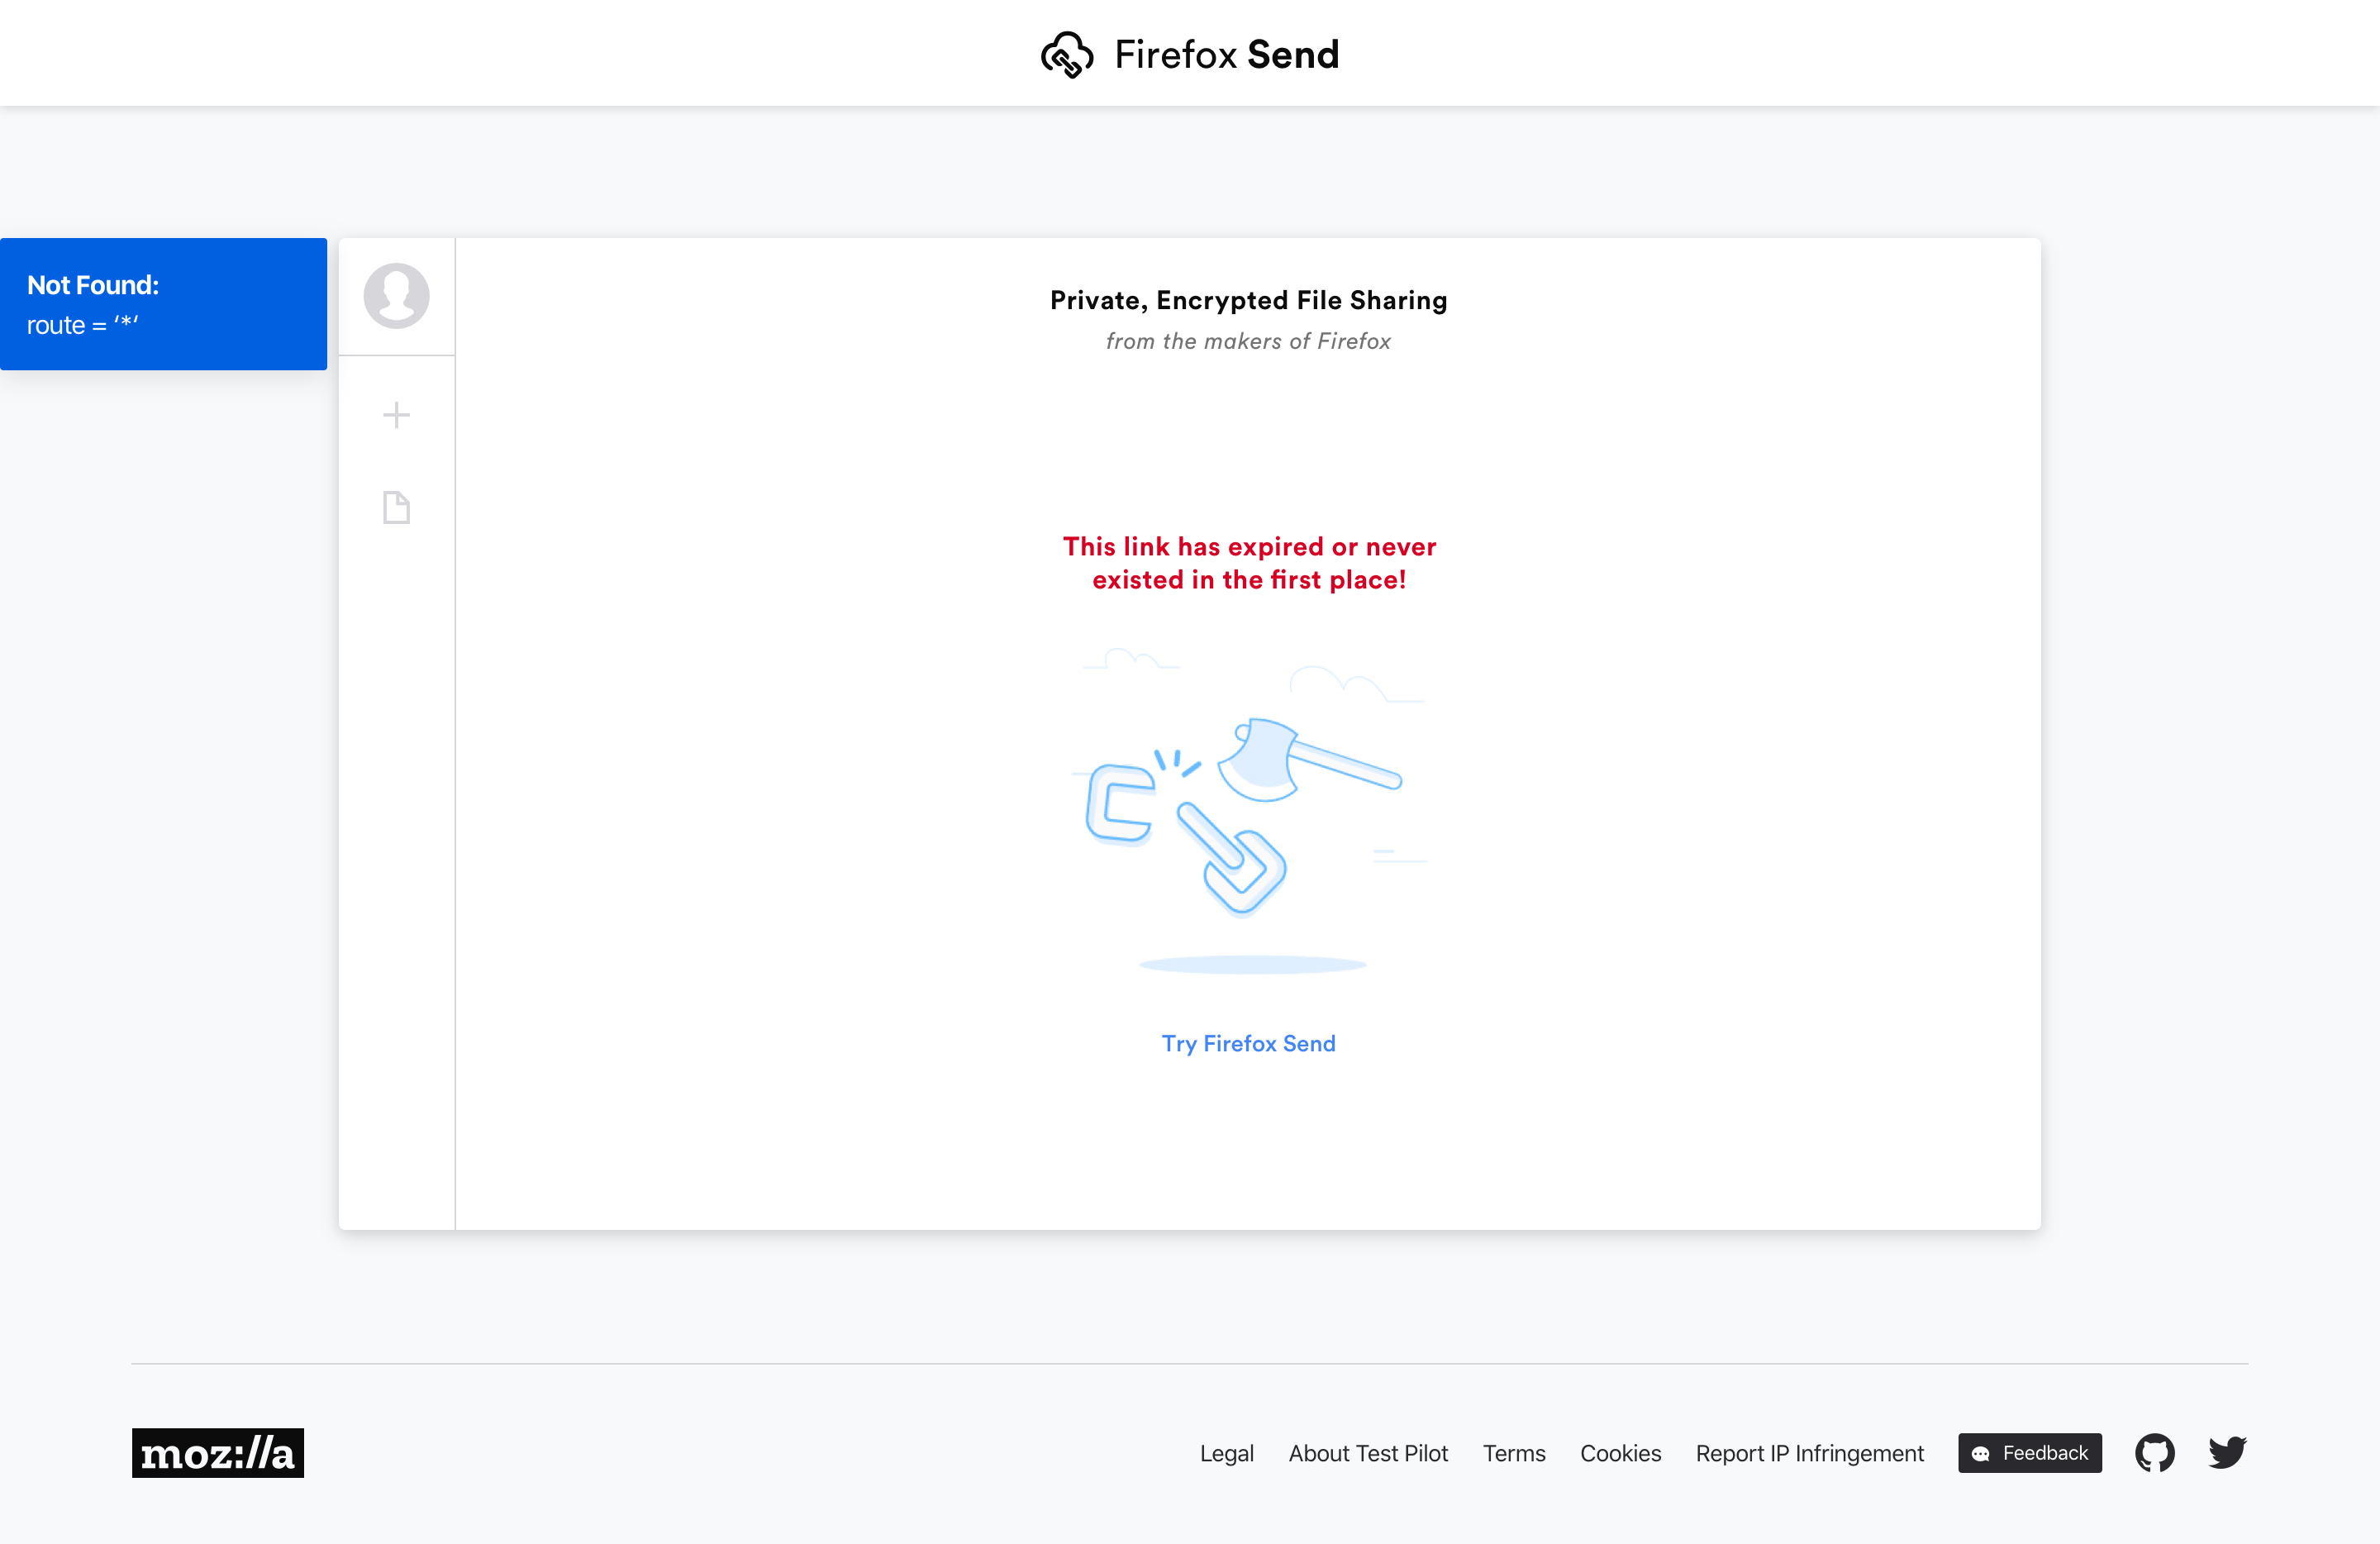 Firefox Send
Not Found:
route = ‘*‘
Private, Encrypted File Sharing
from the makers of Firefox
This link has expired or never
existed in the first place!
Try Firefox Send
moz://a
Legal
About Test Pilot
Terms
Cookies
Report IP Infringement
Feedback